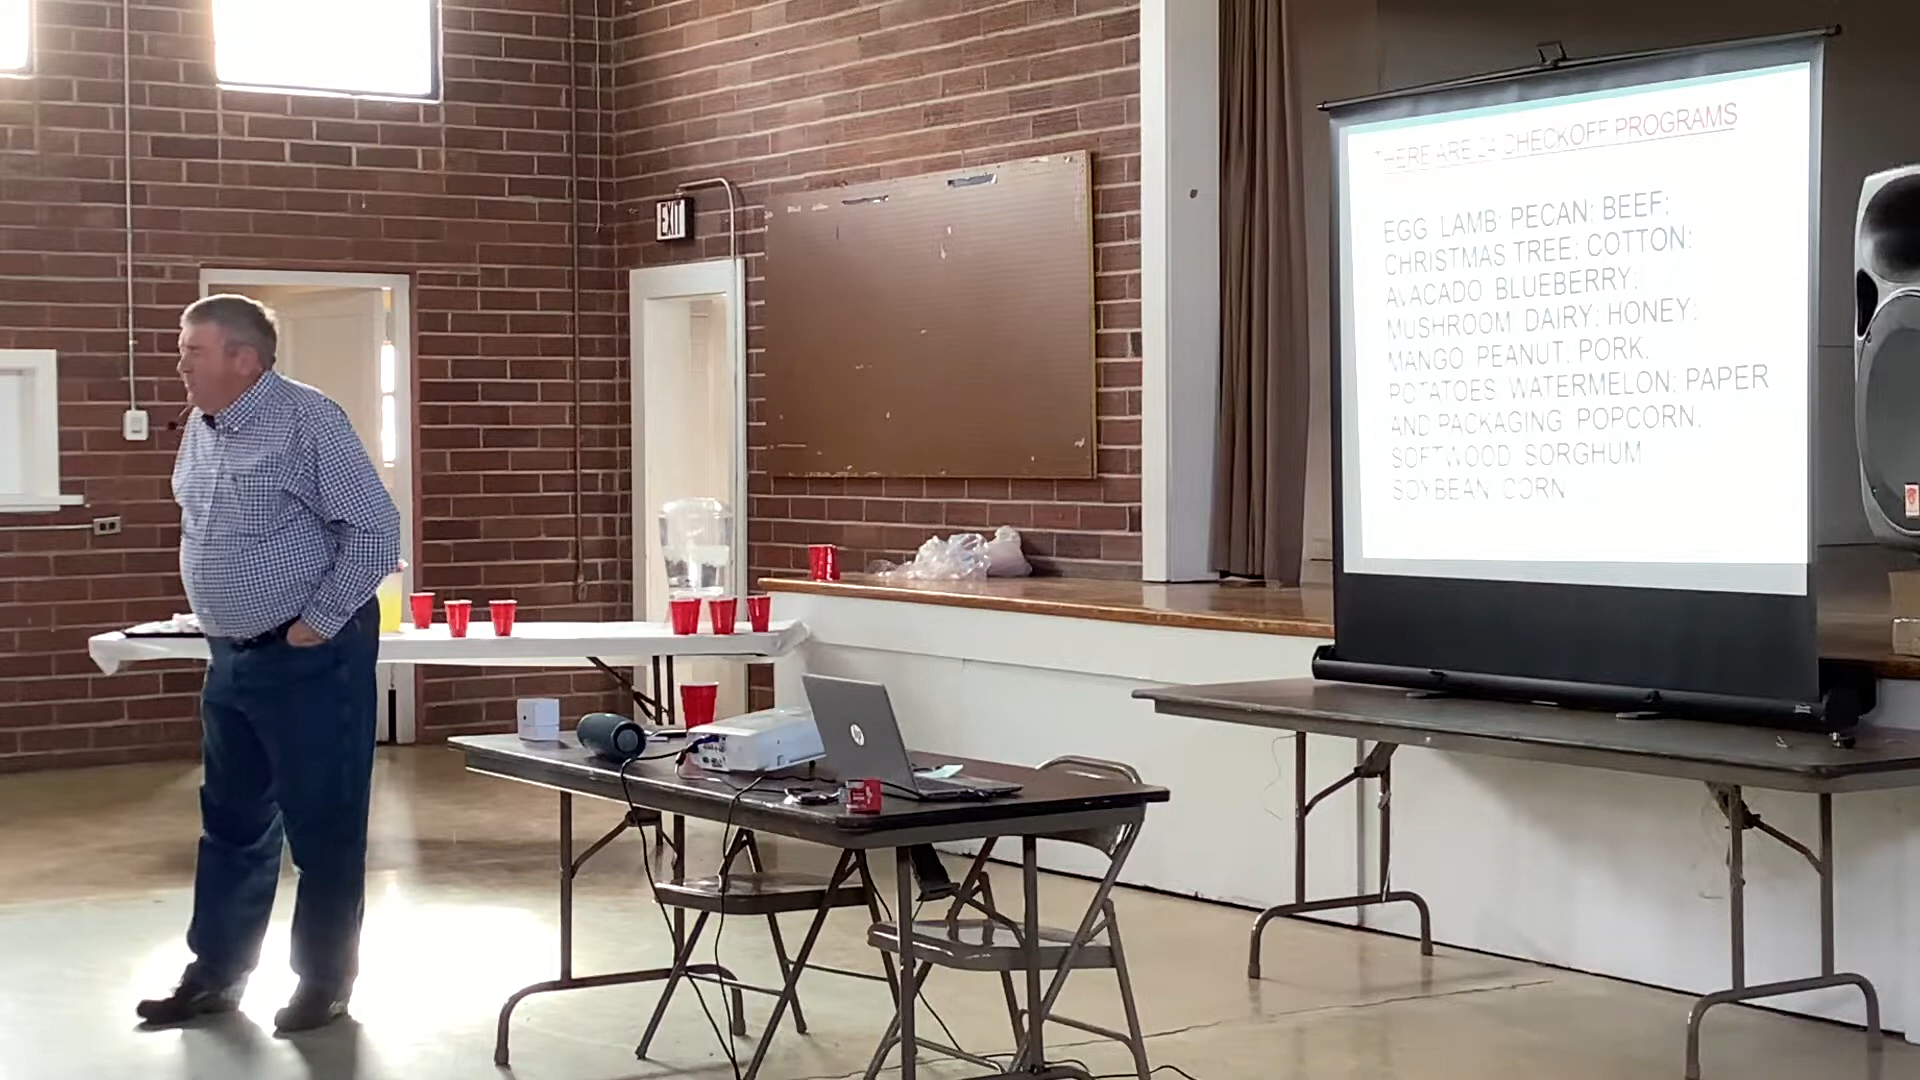 EXIT
THERE ARE 24 CHECKOFF PROGRAMS
EGG LAMB; PECAN; BEEF;
CHRISTMAS TREE; COTTON;
AVACADO BLUEBERRY;
MUSHROOM DAIRY; HONEY;
MANGO PEANUT, PORK,
POTATOES WATERMELON; PAPER
AND PACKAGING POPCORN,
SOFTWOOD SORGHUM
SOYBEAN CORN
hp